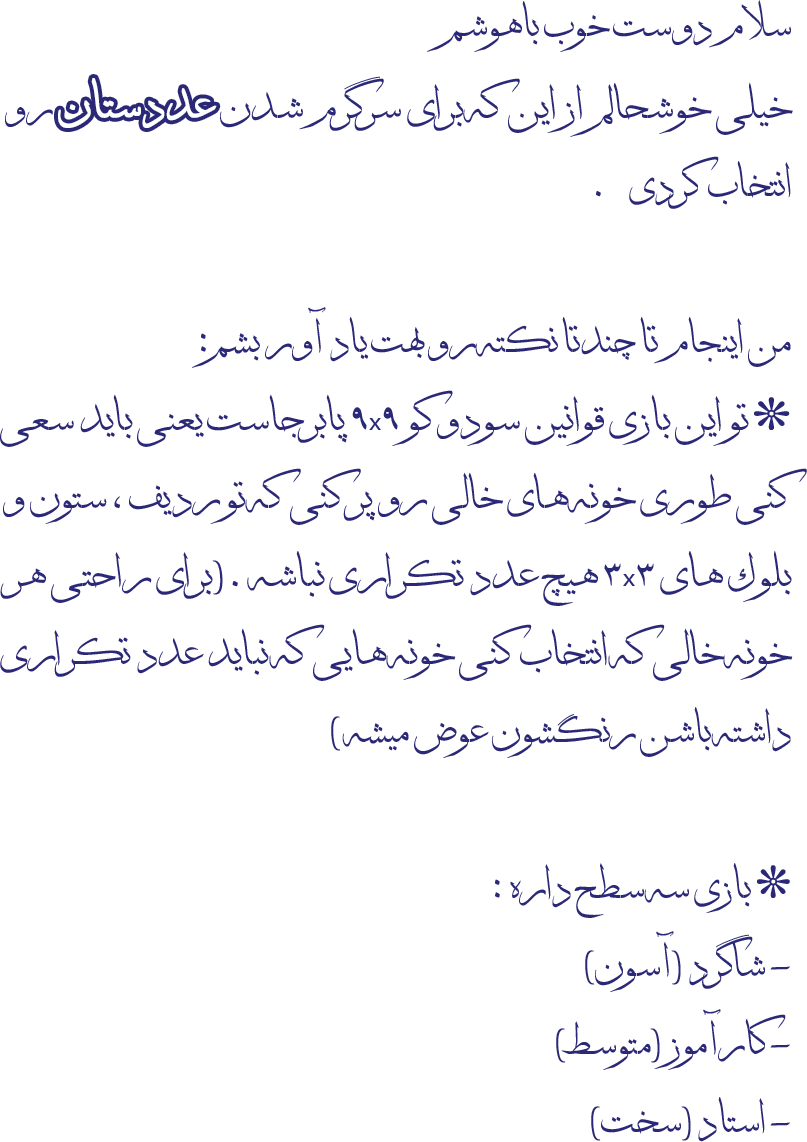 سلام دوست خوب باهوشم
خیلی خوشحالم از این که برای سرگرم شدن عددستان رو
انتخاب کردی .
من اینجام تا چند تا نکته رو بهت یادآور بشم:
❊ تو این بازی قوانین سودوکو ۹x۹ پابرجاست یعنی باید سعی
کنی طوری خونه های خالی رو پر کنی که تو ردیف ، ستون و
بلوك های ۳x۳ هیچ عدد تکراری نباشه . (برای راحتی هر
خونه خالی که انتخاب کنی خونه هایی که نباید عدد تکراری
داشته باشن رنگشون عوض میشه)
❊ بازی سه سطح داره :
- شاگرد (آسون)
-کارآموز (متوسط)
- استاد (سخت)